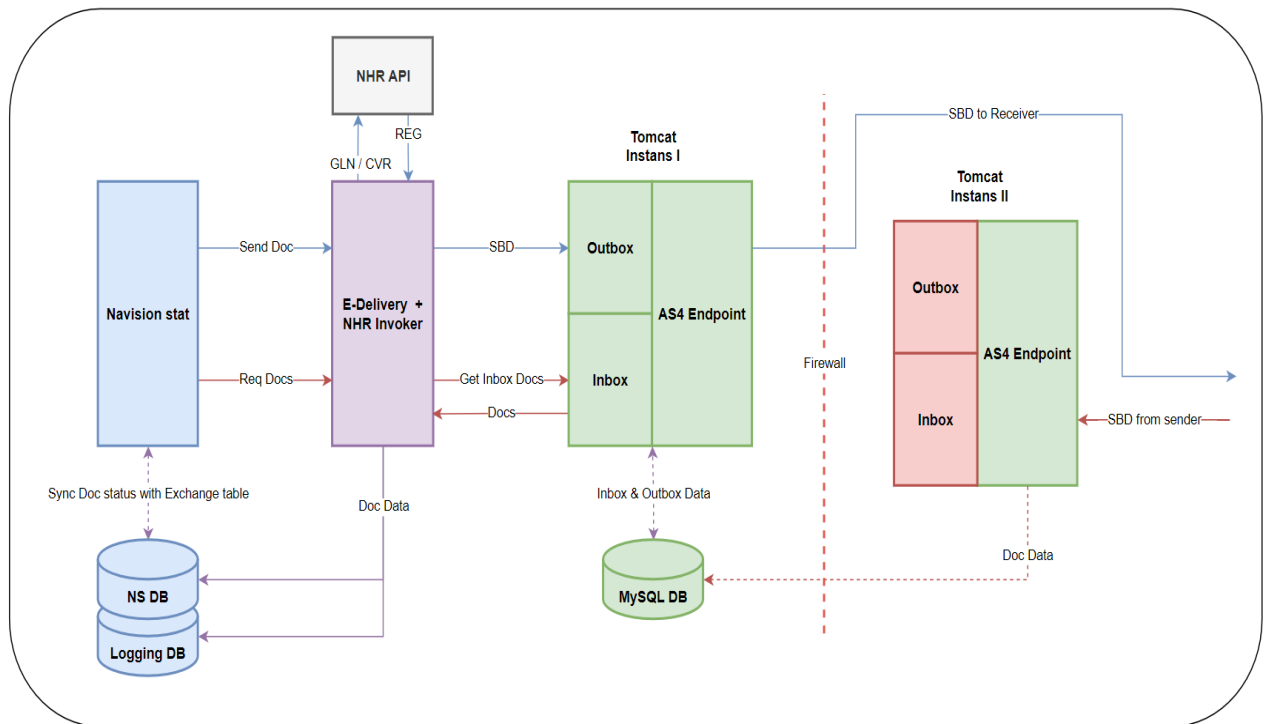 NHR API
REG
GLN / CVR
Tomcat
Instans I
SBD to Receiver
Tomcat
Instans II
Send Doc
SBD
Outbox
Navision stat
E-Delivery +
NHR Invoker
AS4 Endpoint
Outbox
AS4 Endpoint
Firewall
Req Docs
Get Inbox Docs
Inbox
Docs
Inbox
SBD from sender
Sync Doc status with Exchange table
Doc Data
Inbox & Outbox Data
Doc Data
NS DB
MySQL DB
Logging DB